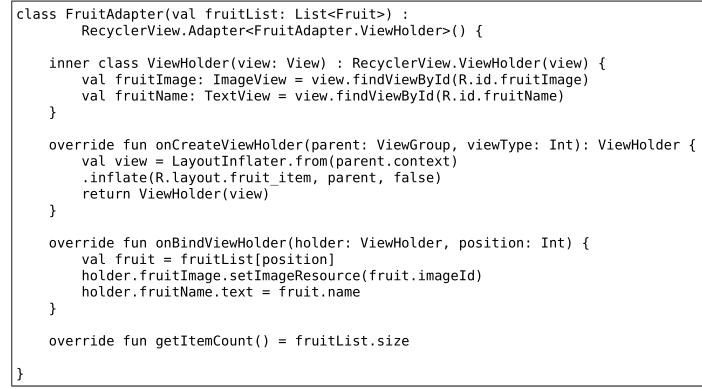 class FruitAdapter(val fruitList: List<Fruit>) :
        RecyclerView.Adapter<FruitAdapter.ViewHolder>() {

    inner class ViewHolder(view: View) : RecyclerView.ViewHolder(view) {
        val fruitImage: ImageView = view.findViewById(R.id.fruitImage)
        val fruitName: TextView = view.findViewById(R.id.fruitName)
    }

    override fun onCreateViewHolder(parent: ViewGroup, viewType: Int): ViewHolder {
        val view = LayoutInflater.from(parent.context)
        .inflate(R.layout.fruit_item, parent, false)
        return ViewHolder(view)
    }

    override fun onBindViewHolder(holder: ViewHolder, position: Int) {
        val fruit = fruitList[position]
        holder.fruitImage.setImageResource(fruit.imageId)
        holder.fruitName.text = fruit.name
    }

    override fun getItemCount() = fruitList.size

}